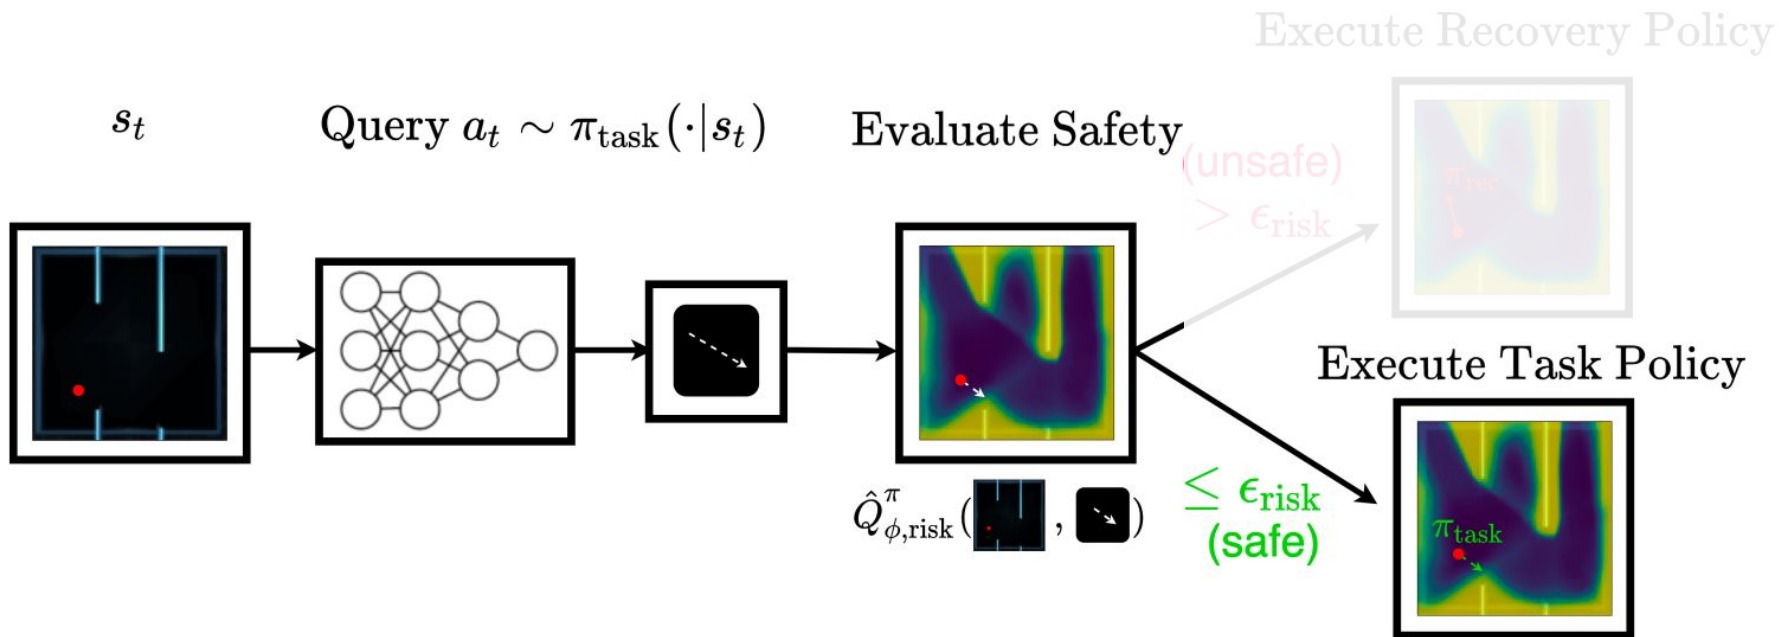 Execute Recovery Policy
s_t
Query a_t ∼ π_task(·|s_t)
Evaluate Safety
(unsafe)
> ϵ_risk
π_rec
Execute Task Policy
Q̂^π_ϕ,risk( , )
≤ ϵ_risk
(safe)
π_task